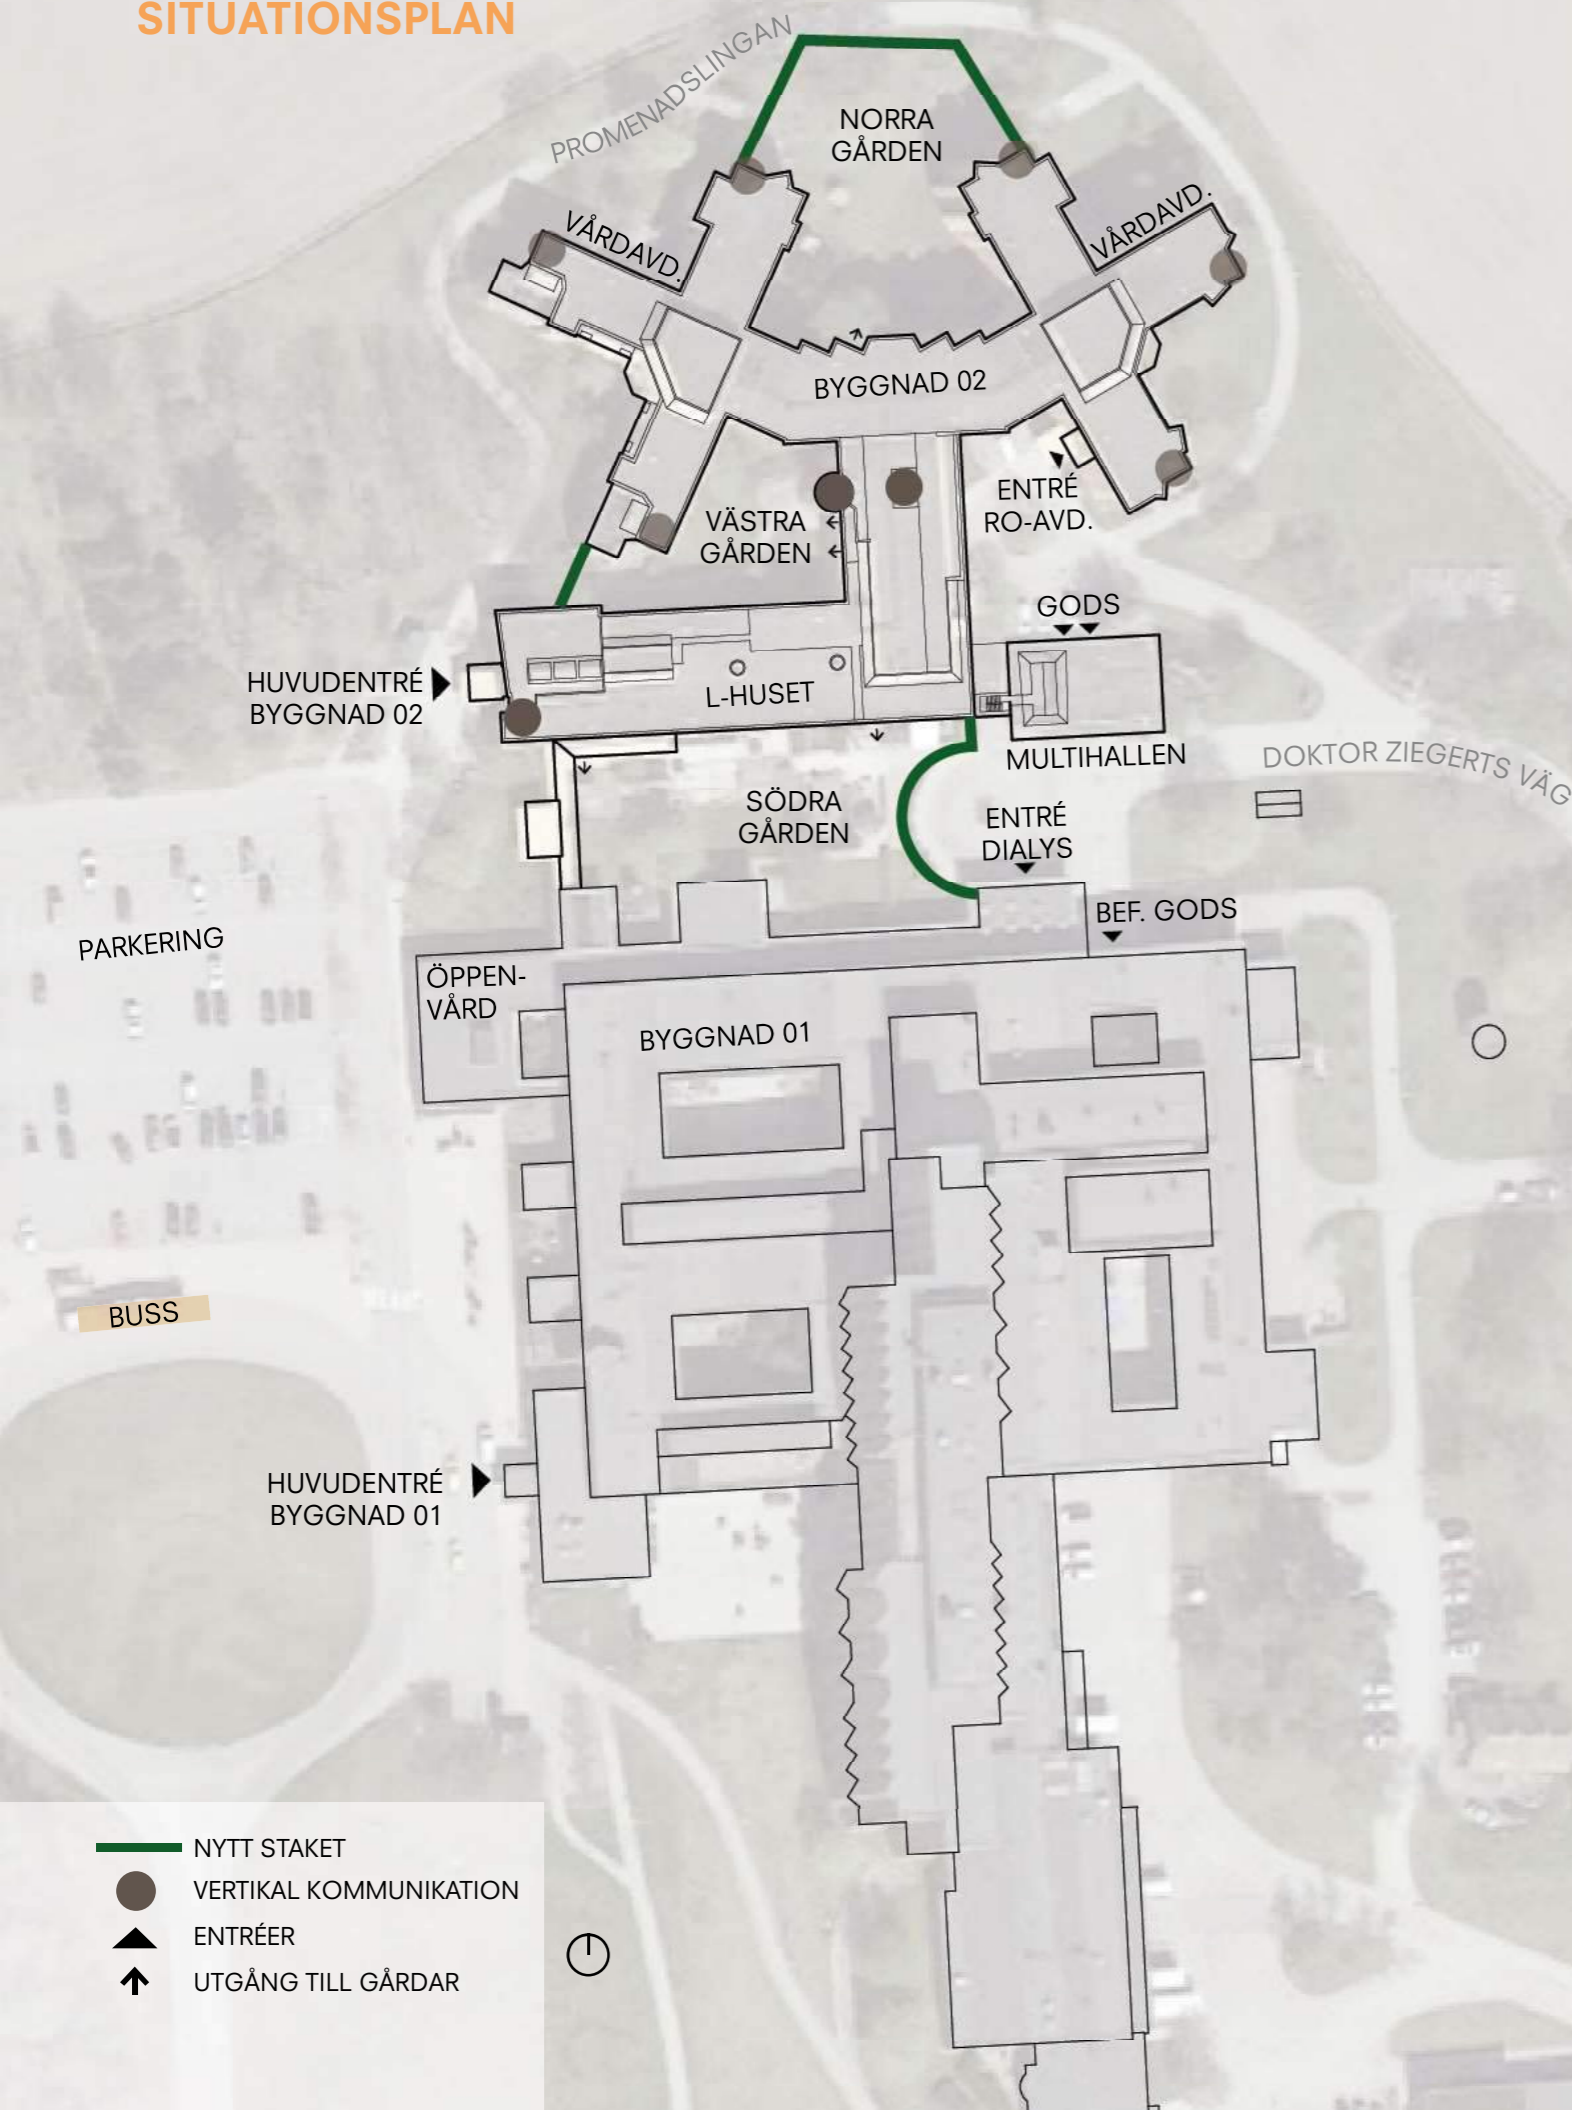 SITUATIONSPLAN
PROMENADSLINGAN
NORRA
GÅRDEN
VÅRDAVD.
VÅRDAVD.
BYGGNAD 02
ENTRÉ
RO-AVD.
VÄSTRA
GÅRDEN
GODS
HUVUDENTRÉ
BYGGNAD 02
L-HUSET
MULTIHALLEN
DOKTOR ZIEGERTS VÄG
SÖDRA
GÅRDEN
ENTRÉ
DIALYS
BEF. GODS
PARKERING
ÖPPEN-
VÅRD
BYGGNAD 01
BUSS
HUVUDENTRÉ
BYGGNAD 01
NYTT STAKET
VERTIKAL KOMMUNIKATION
ENTRÉER
UTGÅNG TILL GÅRDAR